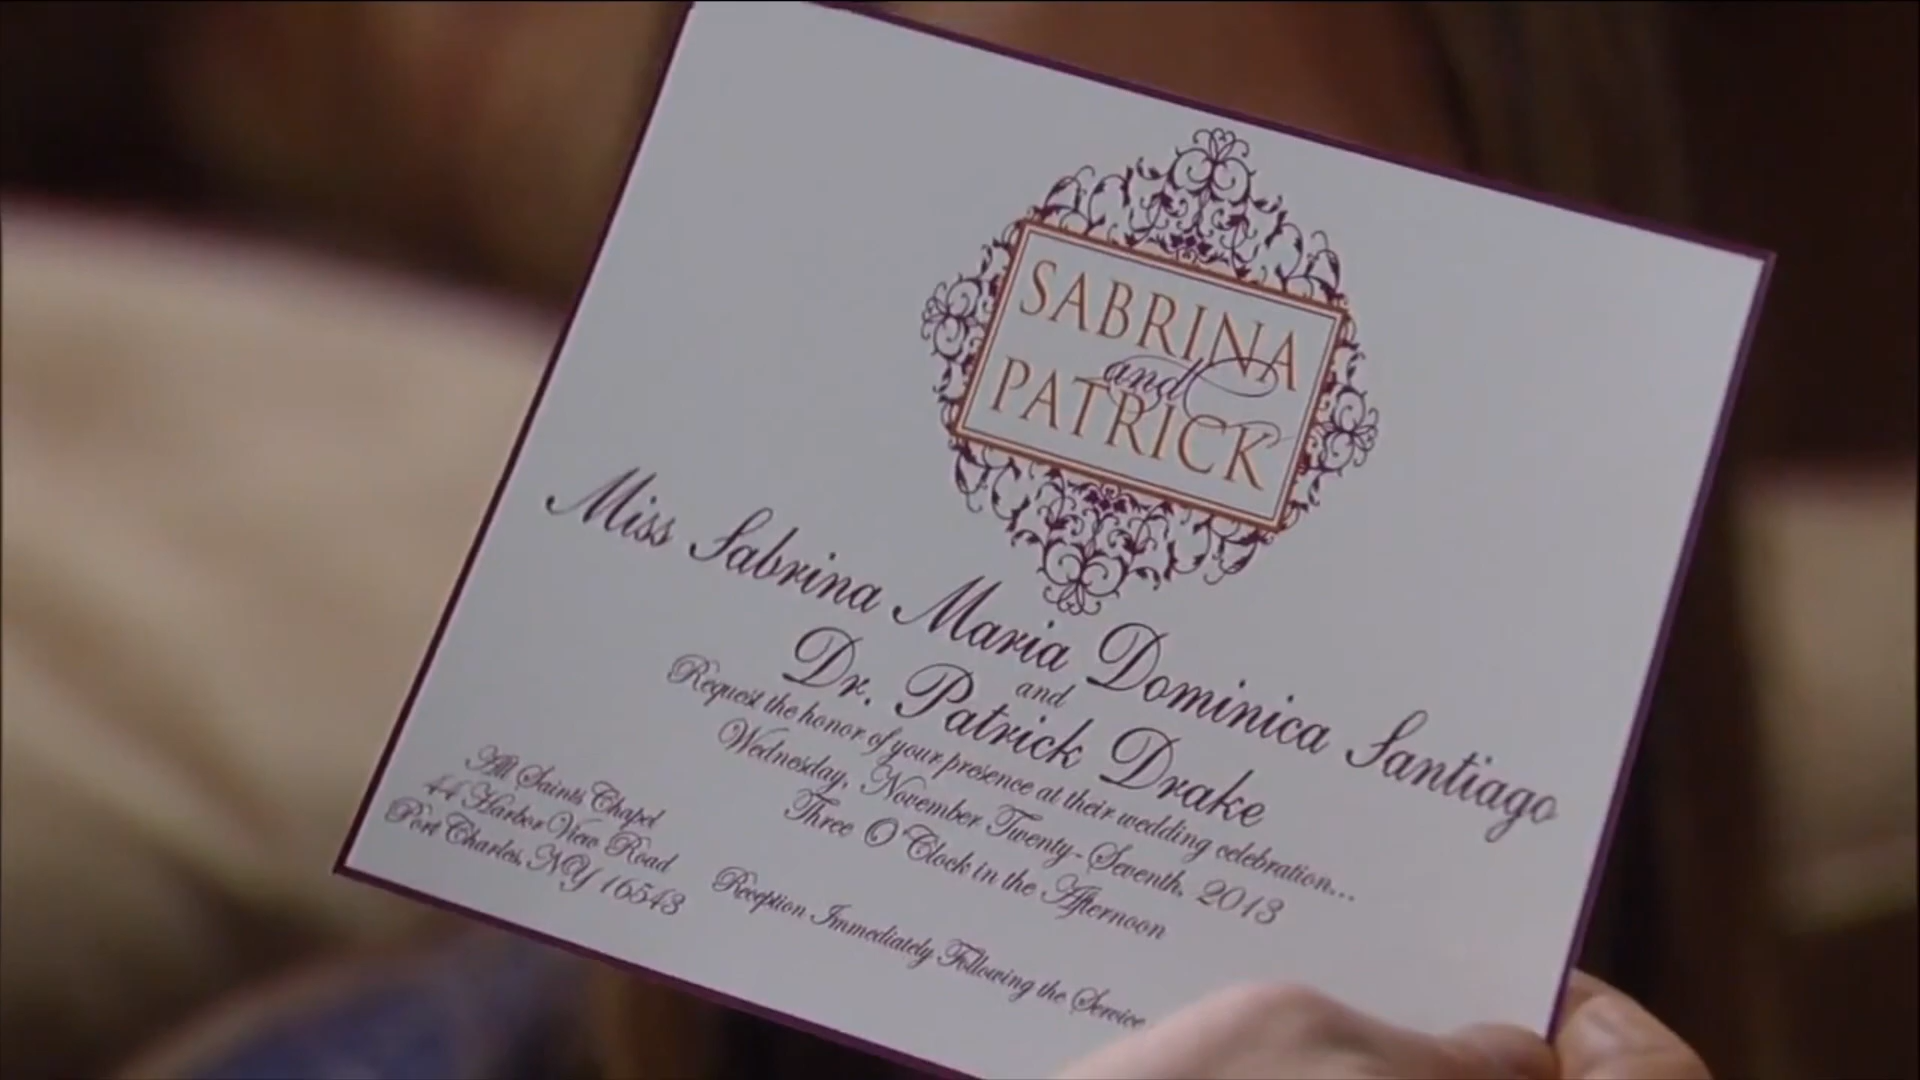 SABRINA
and
PATRICK
Miss Sabrina Maria Dominica Santiago
and
Dr. Patrick Drake
Request the honor of your presence at their wedding celebration...
Wednesday, November Twenty-Seventh, 2013
Three O'Clock in the Afternoon
All Saints Chapel
44 Harbor View Road
Port Charles, NY 16543
Reception Immediately Following the Service